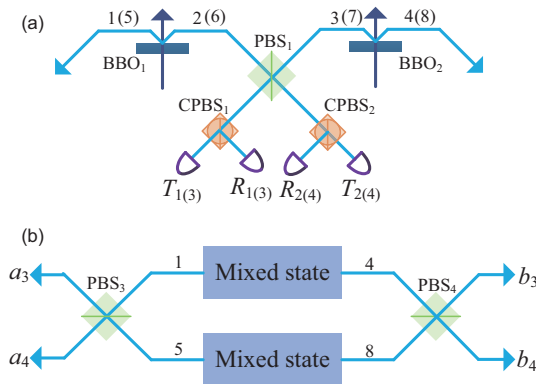 (a)
1(5) 2(6) PBS₁ 3(7) 4(8)
BBO₁ BBO₂
CPBS₁ CPBS₂
T₁₍₃₎ R₁₍₃₎ R₂₍₄₎ T₂₍₄₎
(b)
a₃ PBS₃ 1 Mixed state 4 PBS₄ b₃
a₄ 5 Mixed state 8 b₄